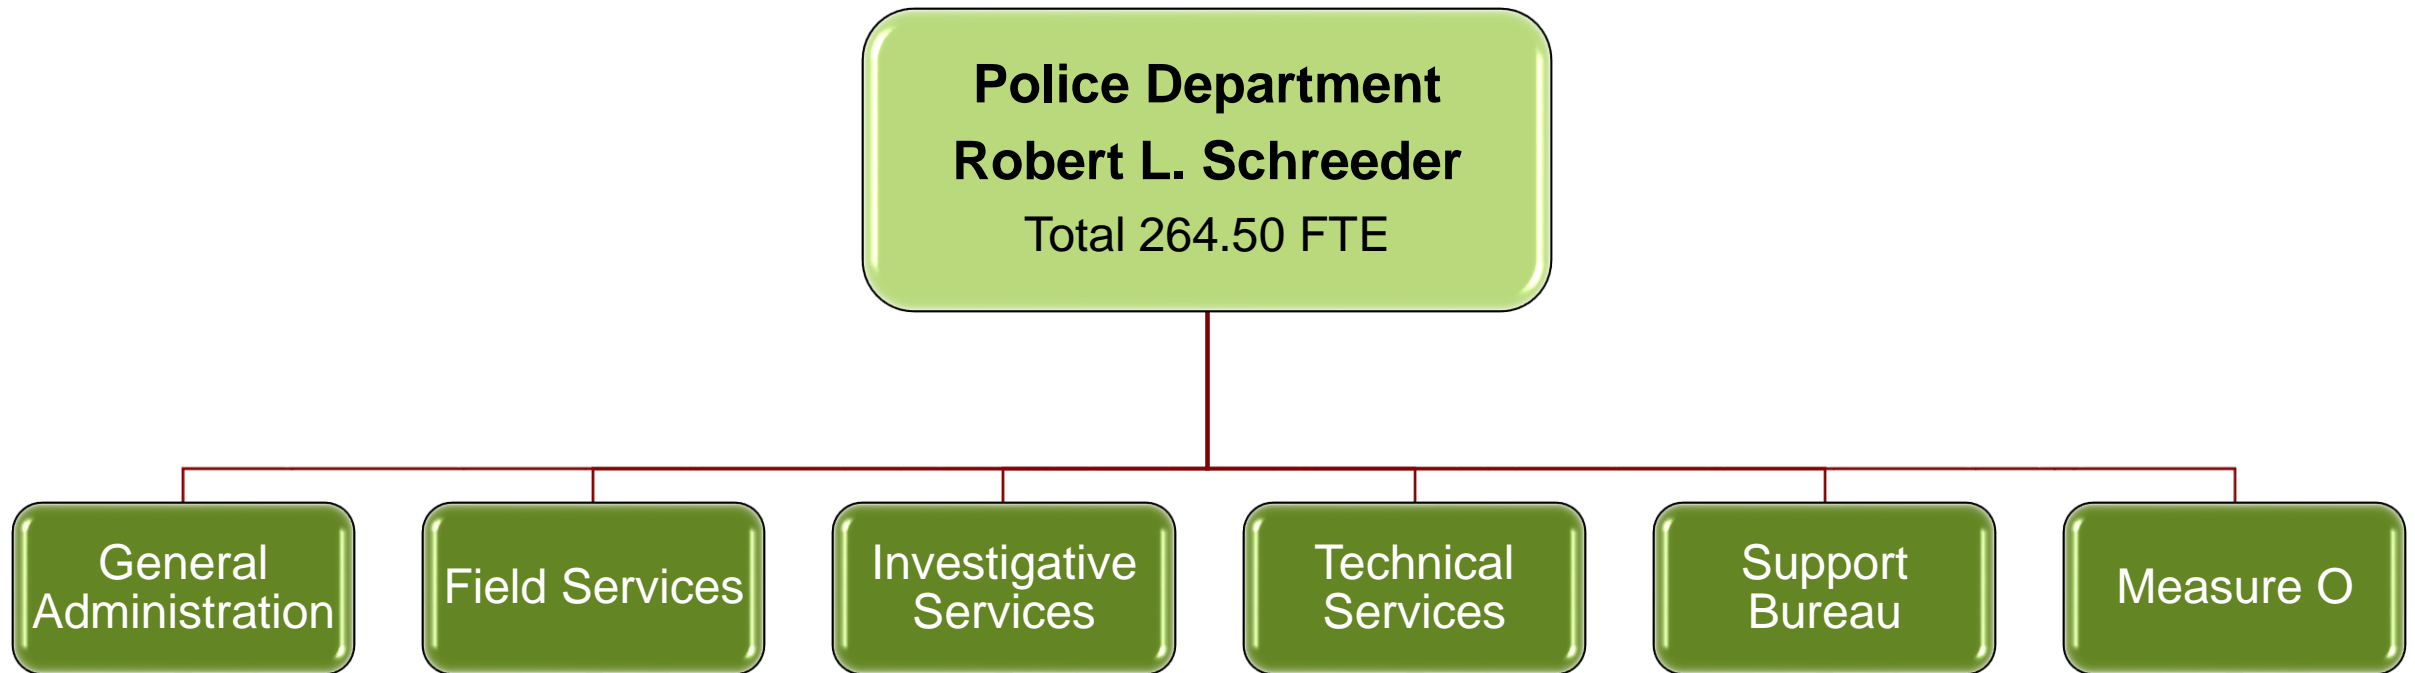 Police Department
Robert L. Schreeder
Total 264.50 FTE
General
Administration
Field Services
Investigative
Services
Technical
Services
Support
Bureau
Measure O